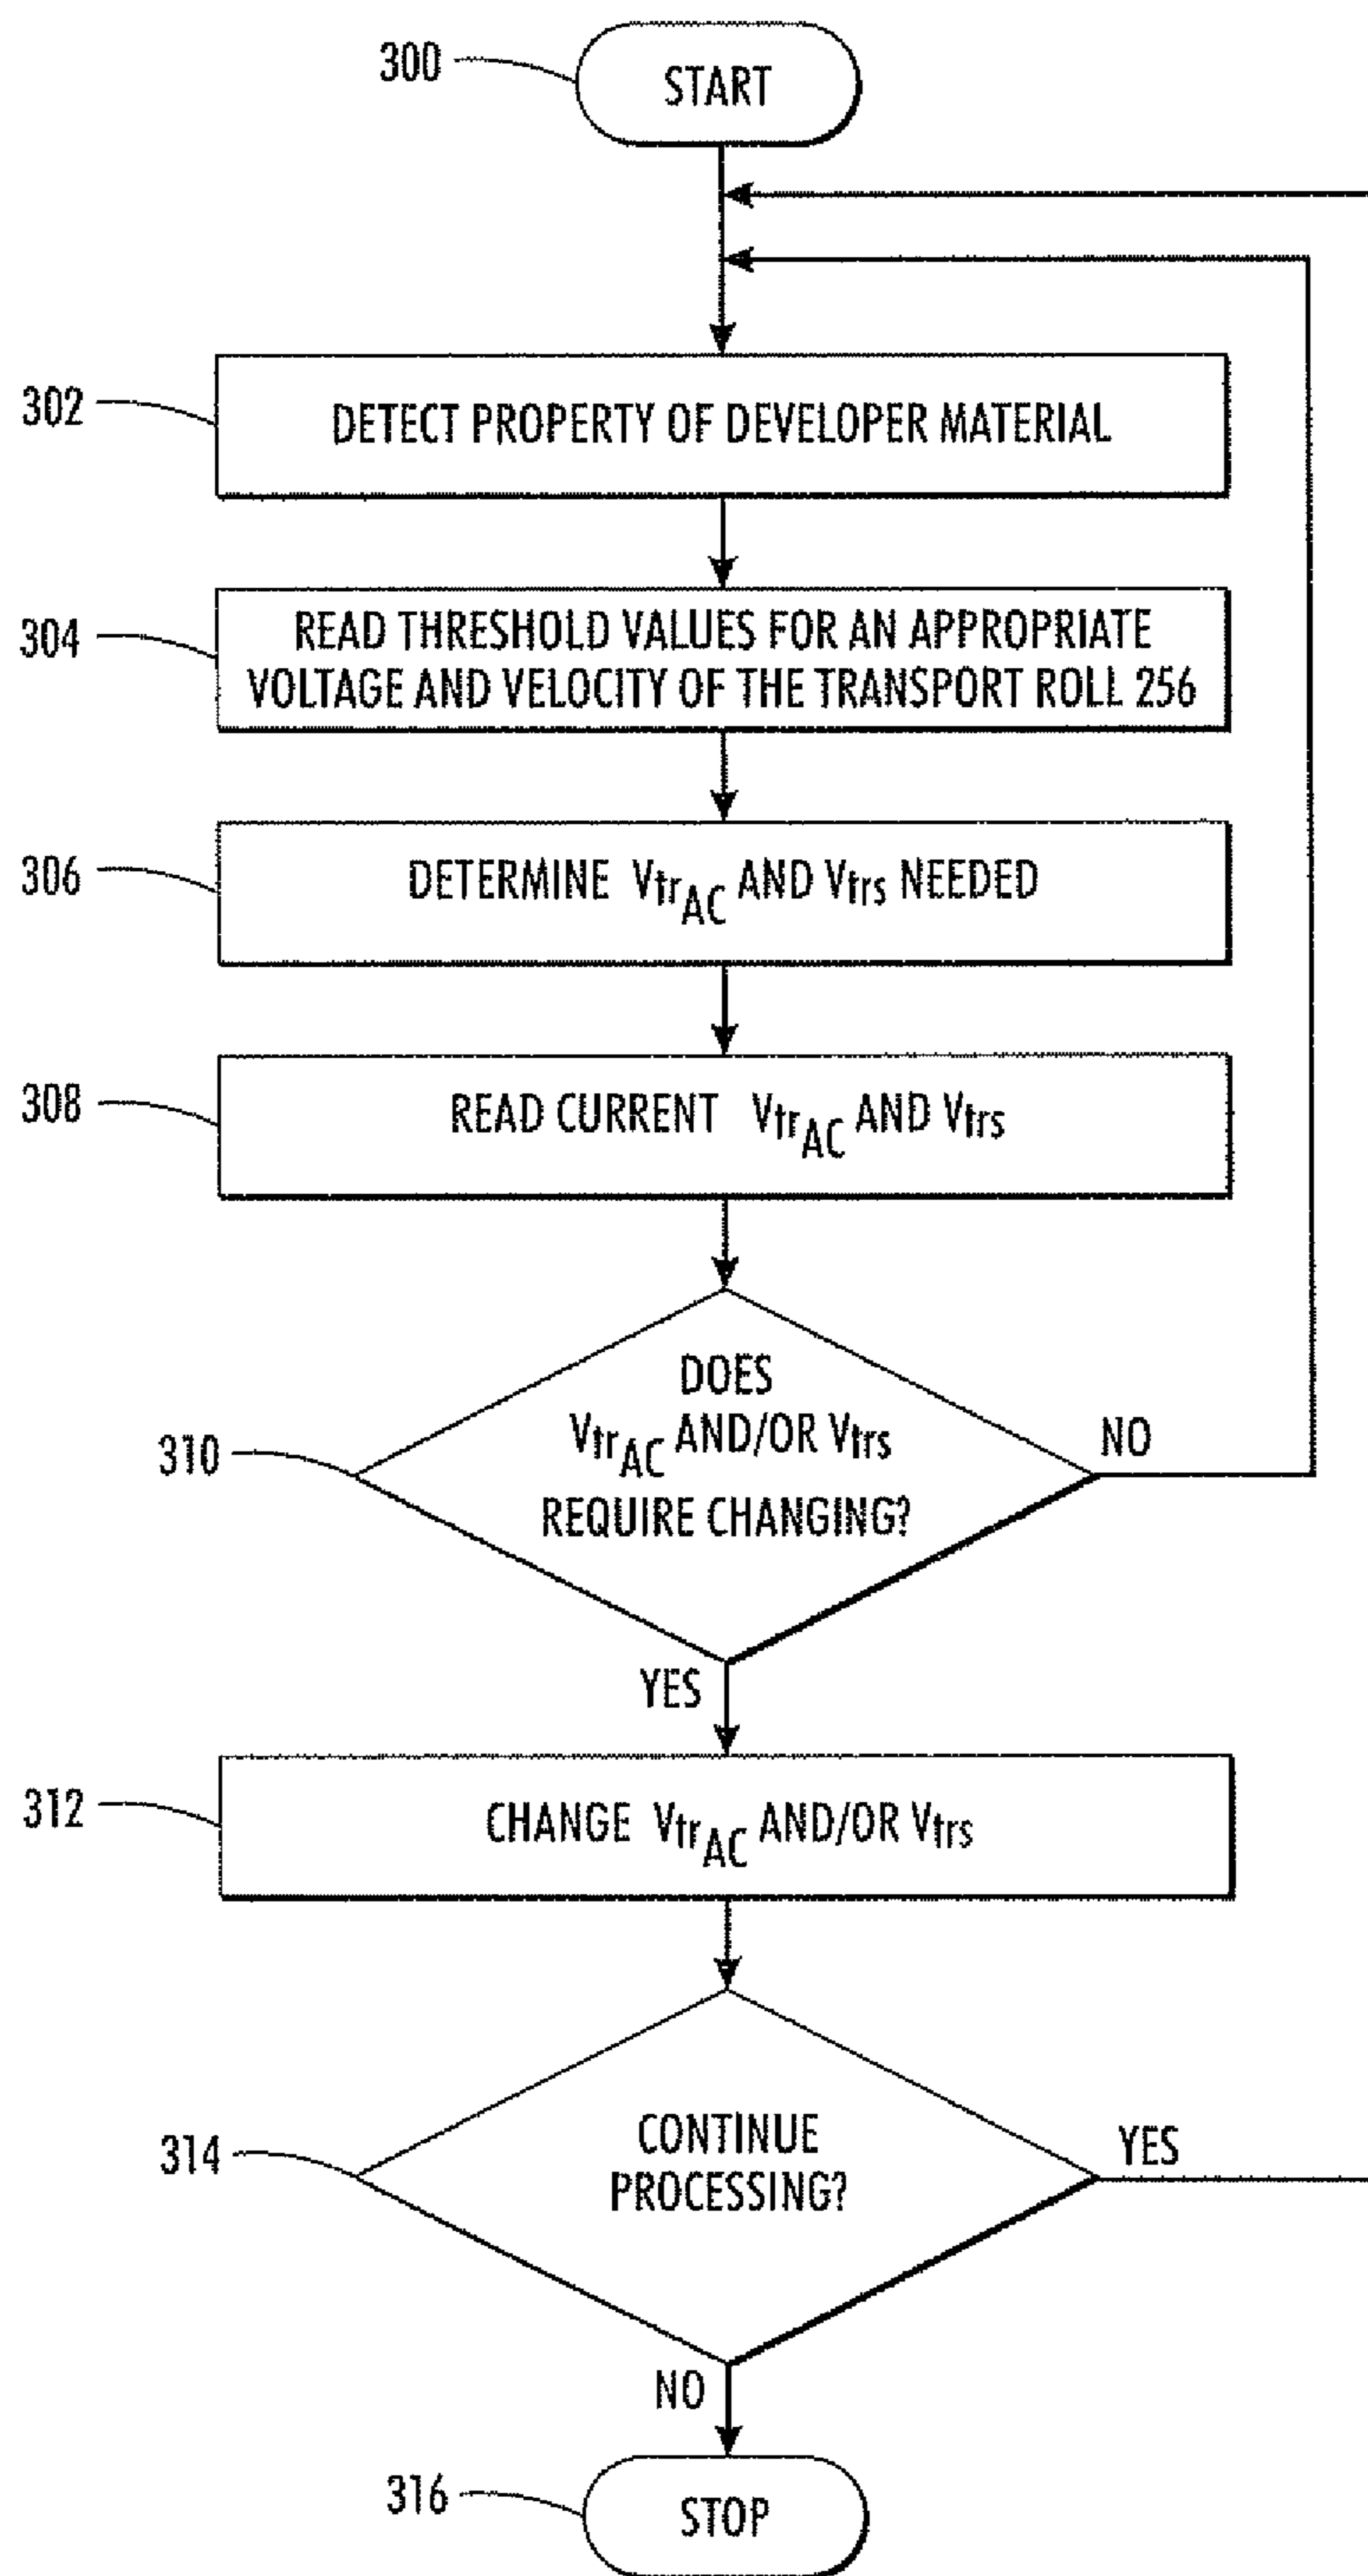 300
START
302
DETECT PROPERTY OF DEVELOPER MATERIAL
304
READ THRESHOLD VALUES FOR AN APPROPRIATE
VOLTAGE AND VELOCITY OF THE TRANSPORT ROLL 256
306
DETERMINE VtrAC AND Vtrs NEEDED
308
READ CURRENT VtrAC AND Vtrs
310
DOES
VtrAC AND/OR Vtrs
REQUIRE CHANGING?
NO
YES
312
CHANGE VtrAC AND/OR Vtrs
314
CONTINUE
PROCESSING?
YES
NO
316
STOP